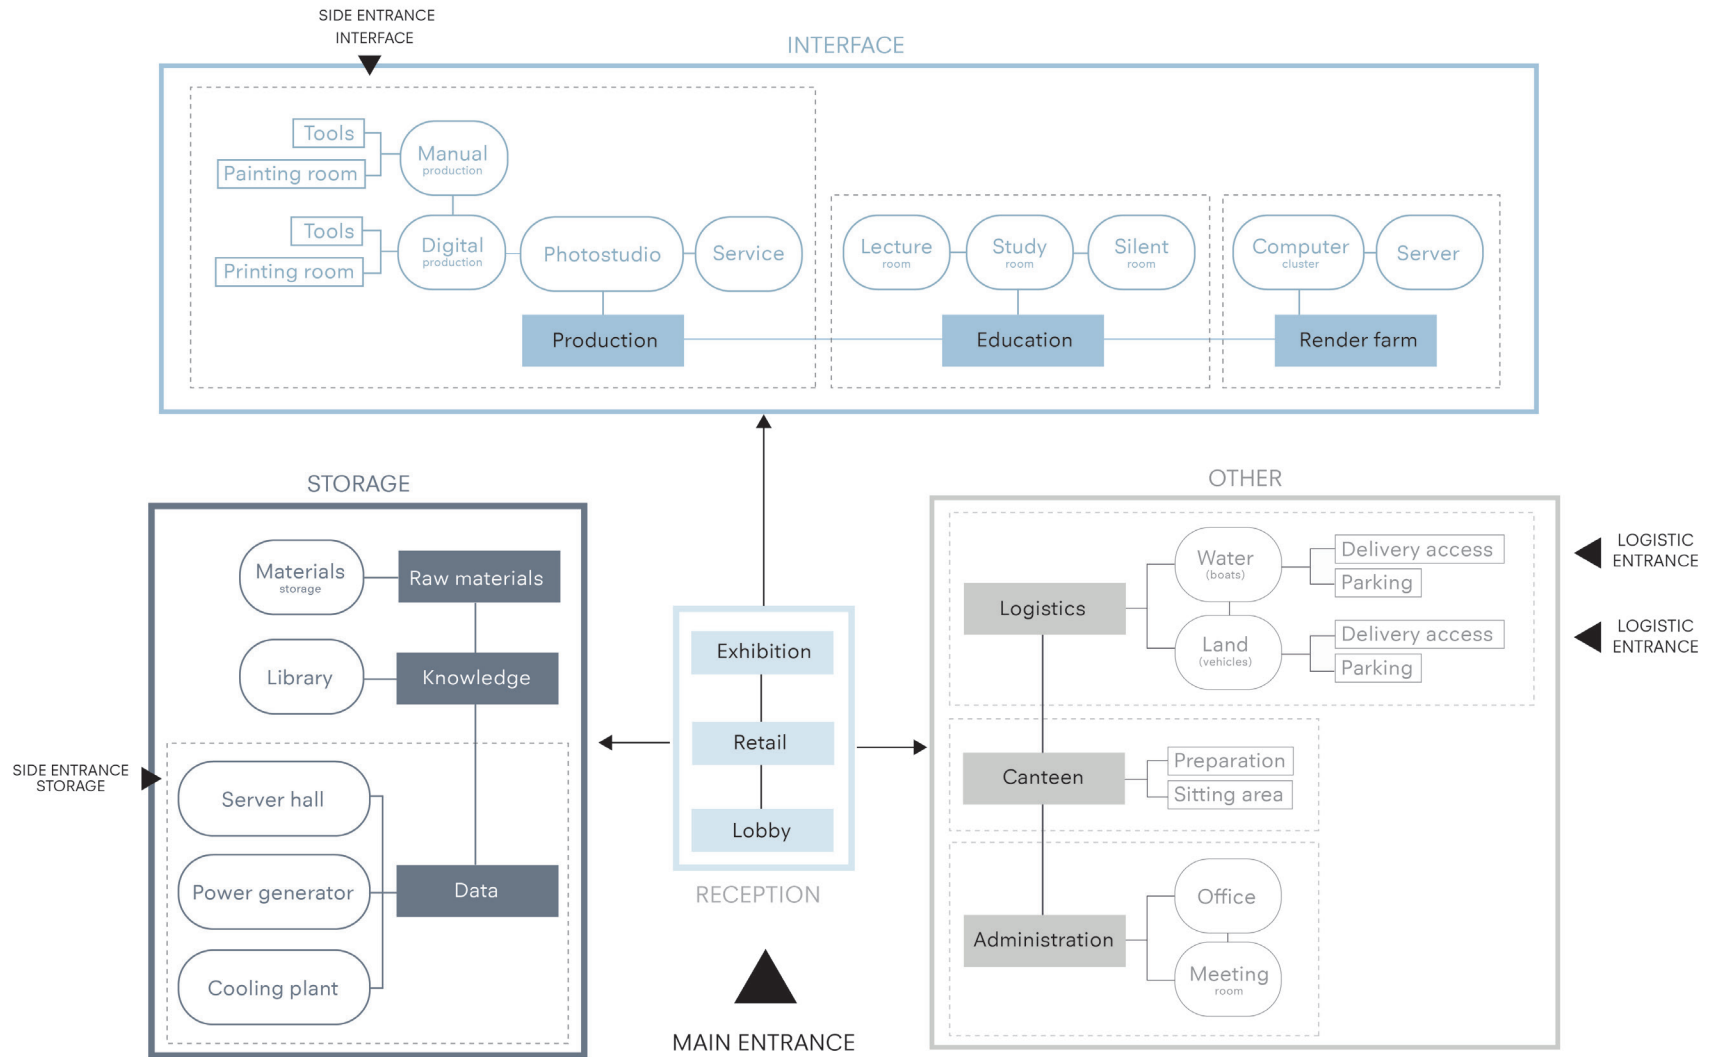 SIDE ENTRANCE
INTERFACE
INTERFACE
Tools
Painting room
Manual
production
Tools
Printing room
Digital
production
Photostudio
Service
Production
Lecture
room
Study
room
Silent
room
Education
Computer
cluster
Server
Render farm
STORAGE
Materials
storage
Raw materials
Library
Knowledge
SIDE ENTRANCE
STORAGE
Server hall
Power generator
Data
Cooling plant
Exhibition
Retail
Lobby
RECEPTION
MAIN ENTRANCE
OTHER
Logistics
Water
(boats)
Delivery access
Parking
Land
(vehicles)
Delivery access
Parking
LOGISTIC
ENTRANCE
LOGISTIC
ENTRANCE
Canteen
Preparation
Sitting area
Administration
Office
Meeting
room